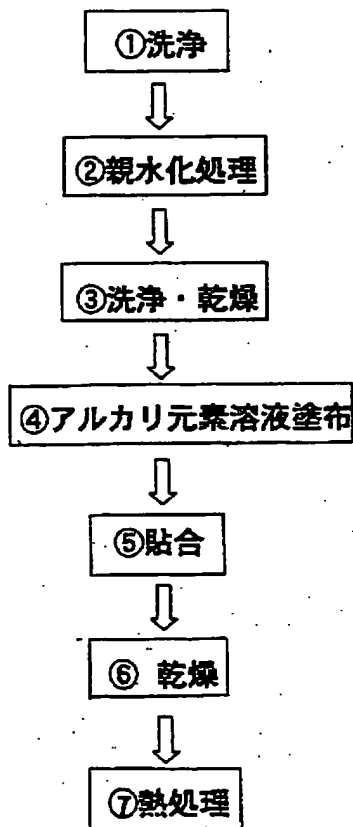 ①洗浄
②親水化処理
③洗浄・乾燥
④アルカリ元素溶液塗布
⑤貼合
⑥ 乾燥
⑦熱処理